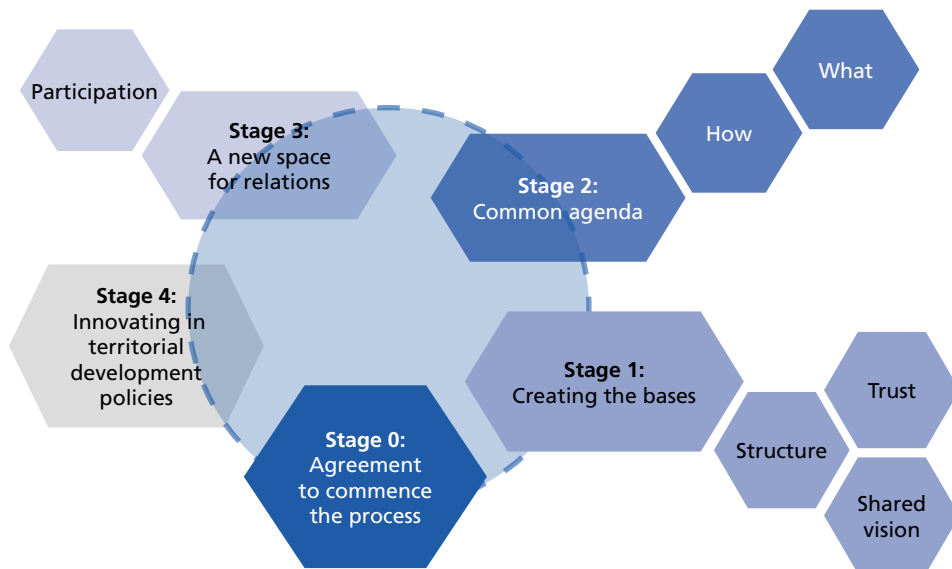 Participation
Stage 3:
A new space
for relations
What
How
Stage 2:
Common agenda
Stage 4:
Innovating in
territorial
development
policies
Stage 1:
Creating the bases
Trust
Structure
Shared
vision
Stage 0:
Agreement
to commence
the process